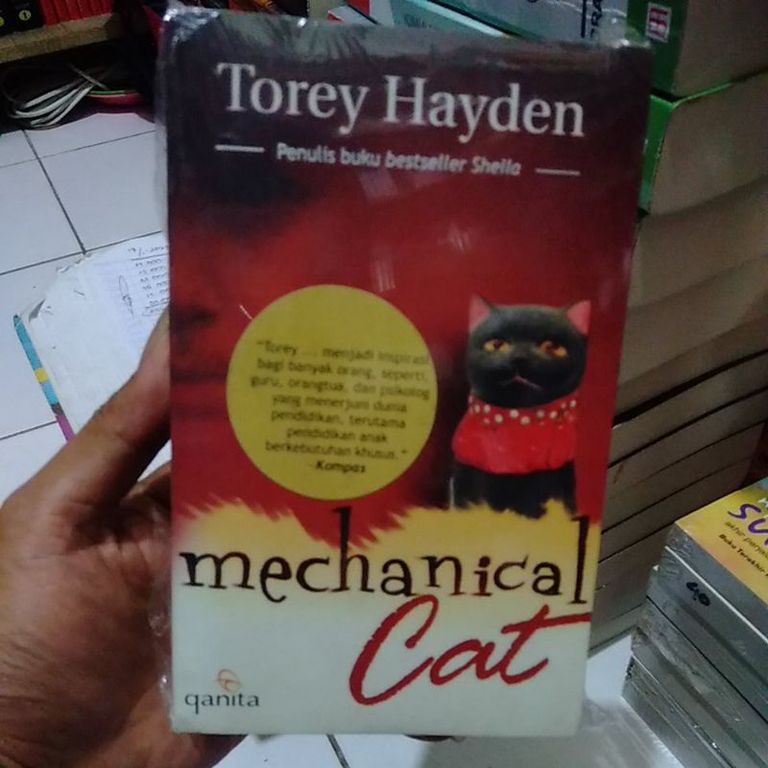 Torey Hayden
Penulis buku bestseller Sheila
"Torey ... menjadi inspirasi
bagi banyak orang, seperti,
guru, orangtua, dan psikolog
yang menerjuni dunia
pendidikan, terutama
pendidikan anak
berkebutuhan khusus."
-Kompas
mechanical
Cat
qanita